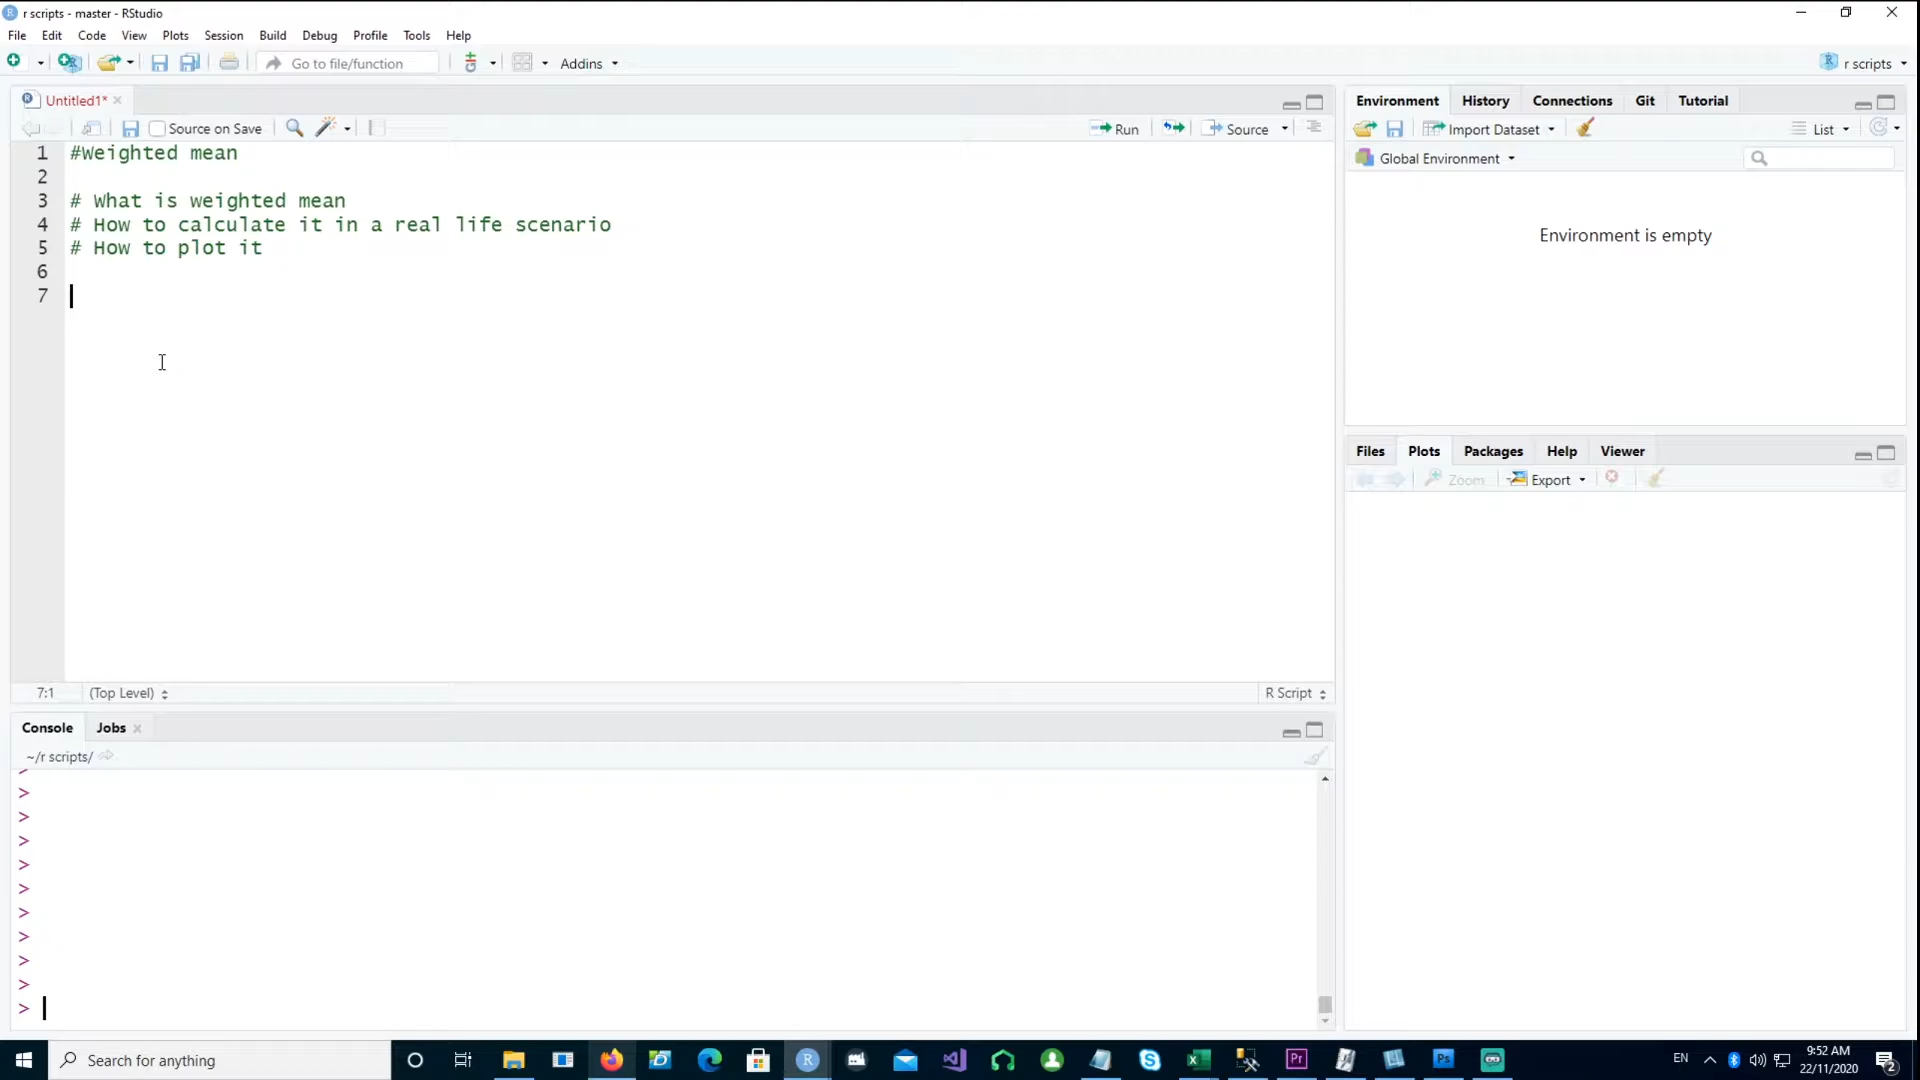 r scripts - master - RStudio
File Edit Code View Plots Session Build Debug Profile Tools Help
Go to file/function Addins r scripts
Untitled1*
Source on Save Run Source
1 #Weighted mean
2
3 # What is weighted mean
4 # How to calculate it in a real life scenario
5 # How to plot it
6
7
7:1 (Top Level) R Script
Console Jobs
~/r scripts/
>
>
>
>
>
>
>
>
>
>
>
Environment History Connections Git Tutorial
Import Dataset List
Global Environment
Environment is empty
Files Plots Packages Help Viewer
Zoom Export
Search for anything
EN
9:52 AM
22/11/2020
2